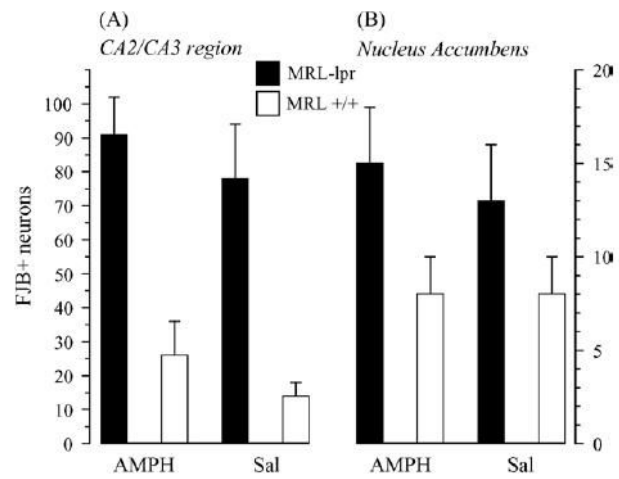 (A)
CA2/CA3 region
(B)
Nucleus Accumbens
MRL-lpr
MRL +/+
FJB+ neurons
100
90
80
70
60
50
40
30
20
10
0
20
15
10
5
0
AMPH
Sal
AMPH
Sal